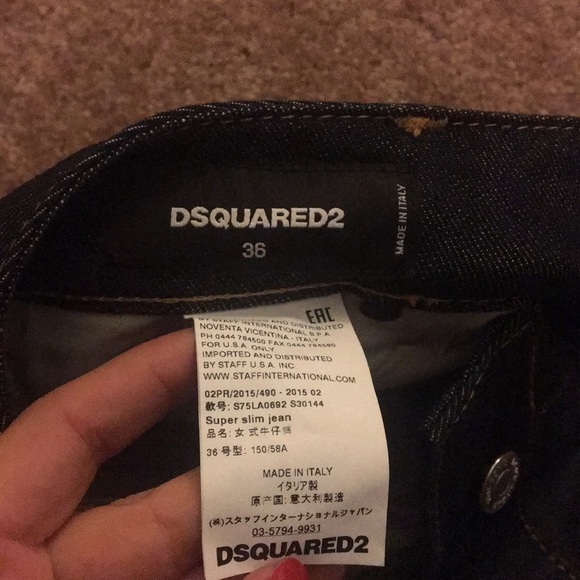 DSQUARED2
36
MADE IN ITALY
EAC
BY STAFF INTERNATIONAL S.P.A.
NOVENTA VICENTINA - ITALY
PH 0444 784500 FAX 0444 784580
FOR U.S.A. ONLY
IMPORTED AND DISTRIBUTED
BY STAFF U.S.A. INC.
WWW.STAFFINTERNATIONAL.COM
02PR/2015/490 - 2015 02
款号: S75LA0692 S30144
Super slim jean
品名: 女式牛仔裤
36 号型: 150/58A
MADE IN ITALY
イタリア製
原产国: 意大利製造
(株)スタッフインターナショナルジャパン
03-5794-9931
DSQUARED2